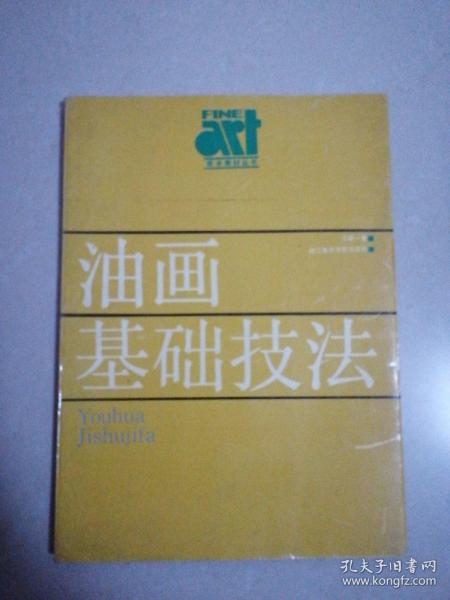 FINE
art
油画
基础技法
Youhua
Jishujifa
孔夫子旧书网
www.kongfz.com